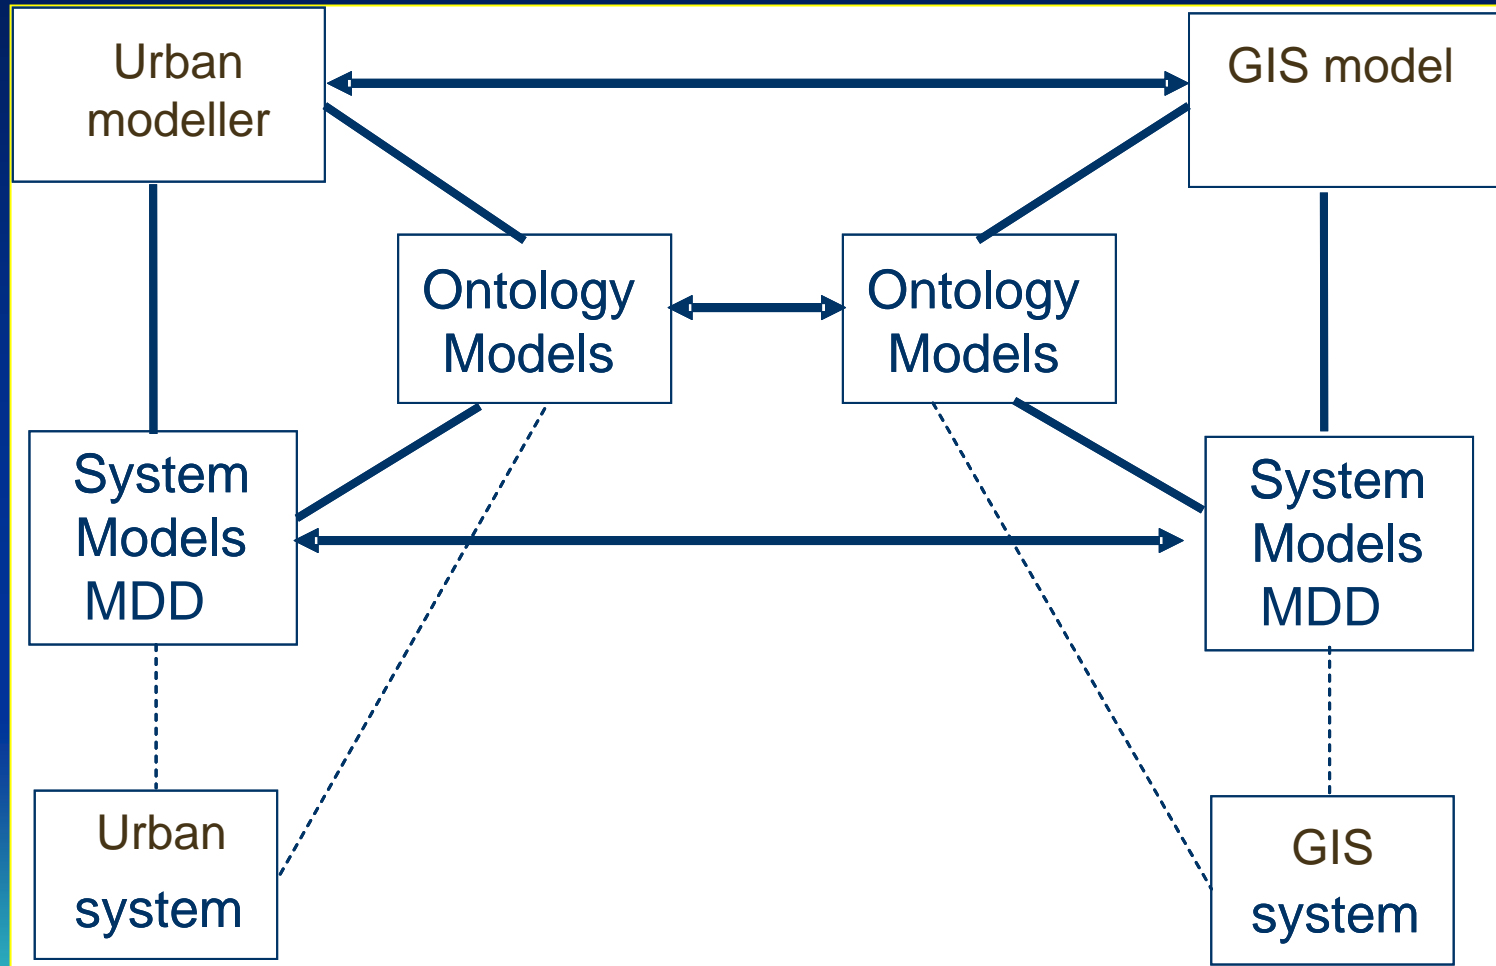 Urban
modeller
GIS model
Ontology
Models
Ontology
Models
System
Models
MDD
System
Models
MDD
Urban
system
GIS
system